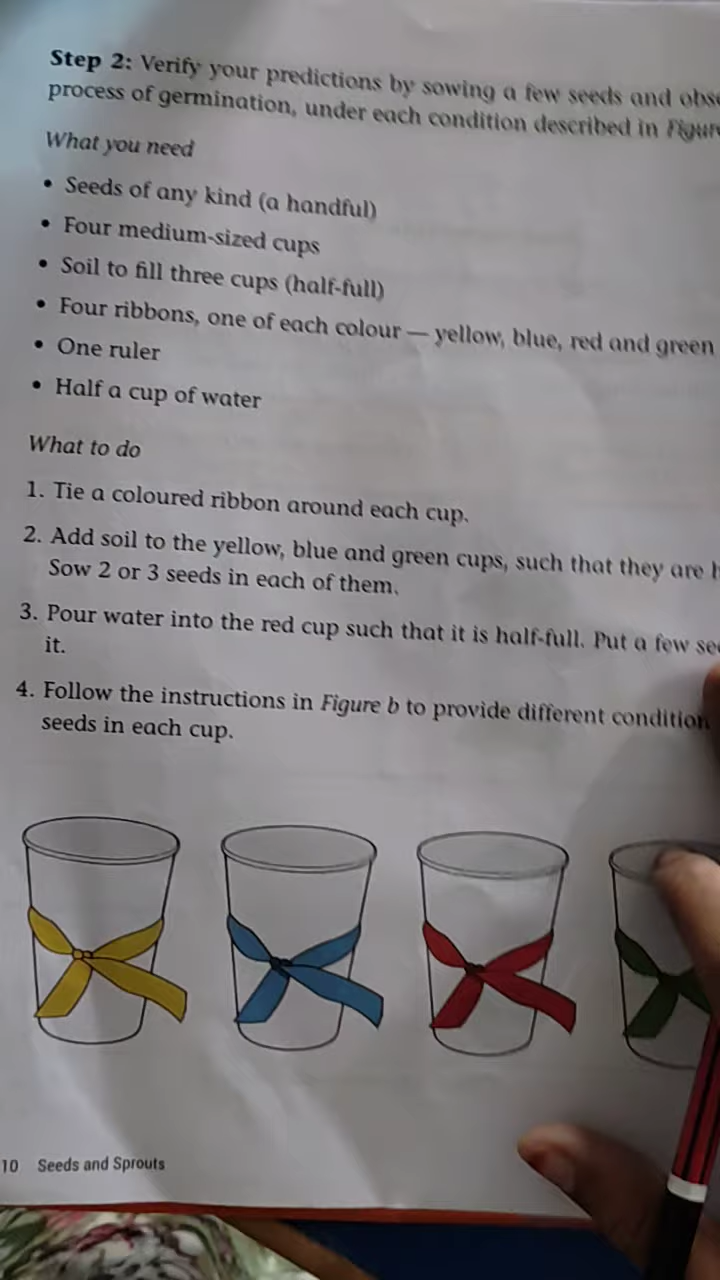 Step 2: Verify your predictions by sowing a few seeds and
process of germination, under each condition described in
What you need
• Seeds of any kind (a handful)
• Four medium-sized cups
• Soil to fill three cups (half-full)
• Four ribbons, one of each colour — yellow, blue, red and green
• One ruler
• Half a cup of water
What to do
1. Tie a coloured ribbon around each cup.
2. Add soil to the yellow, blue and green cups, such that they are
Sow 2 or 3 seeds in each of them.
3. Pour water into the red cup such that it is half-full. Put a few
it.
4. Follow the instructions in Figure b to provide different
seeds in each cup.
10 Seeds and Sprouts